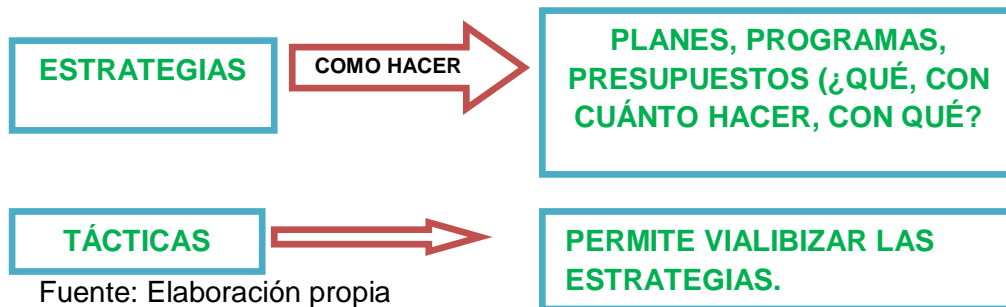 ESTRATEGIAS
COMO HACER
PLANES, PROGRAMAS,
PRESUPUESTOS (¿QUÉ, CON
CUÁNTO HACER, CON QUÉ?
TÁCTICAS
PERMITE VIALIBIZAR LAS
ESTRATEGIAS.
Fuente: Elaboración propia